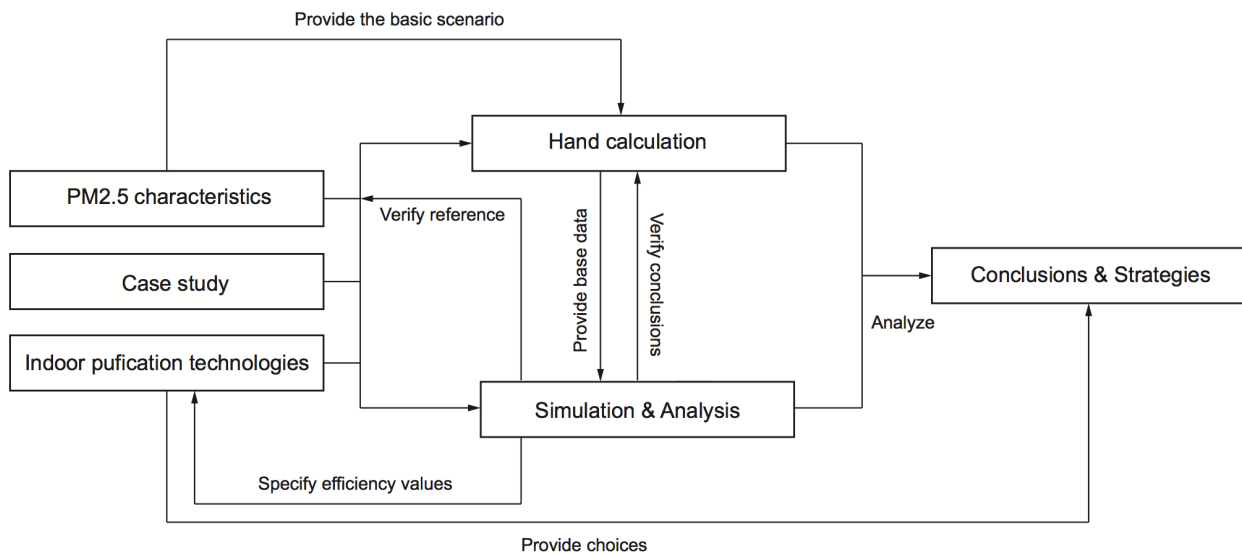 Provide the basic scenario
Hand calculation
PM2.5 characteristics
Verify reference
Case study
Provide base data
Verify conclusions
Conclusions & Strategies
Analyze
Indoor pufication technologies
Simulation & Analysis
Specify efficiency values
Provide choices